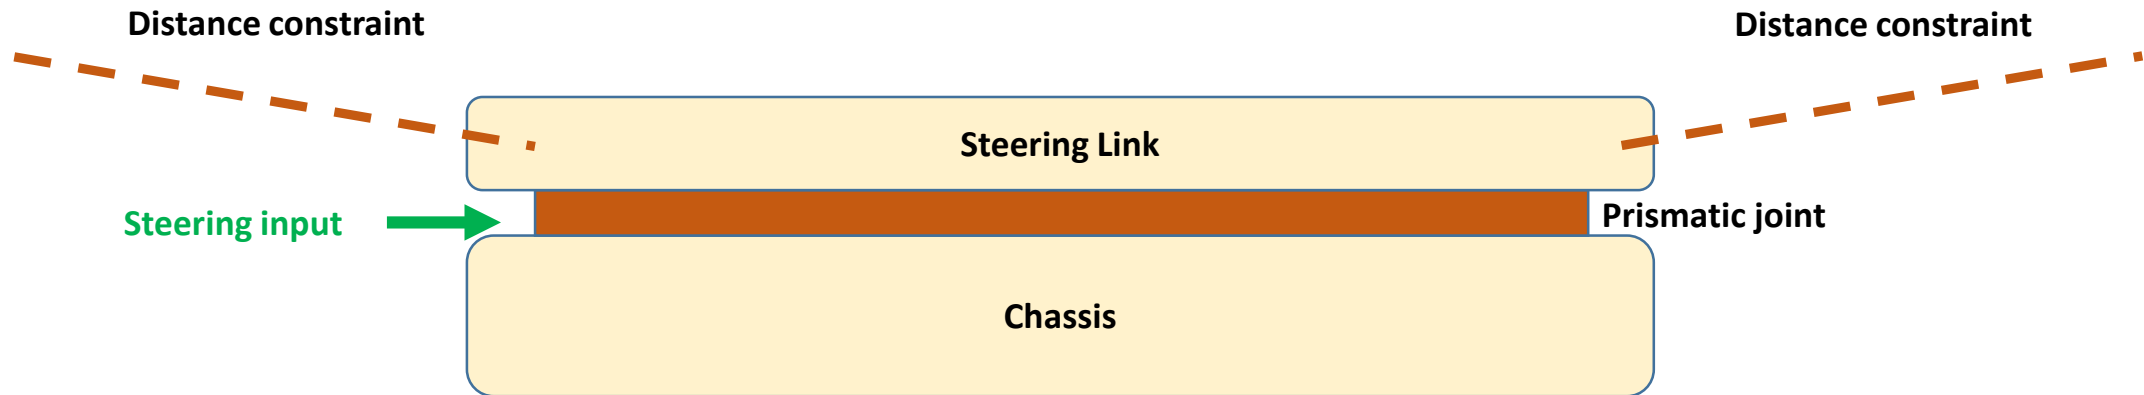 Distance constraint
Distance constraint
Steering Link
Steering input
Prismatic joint
Chassis